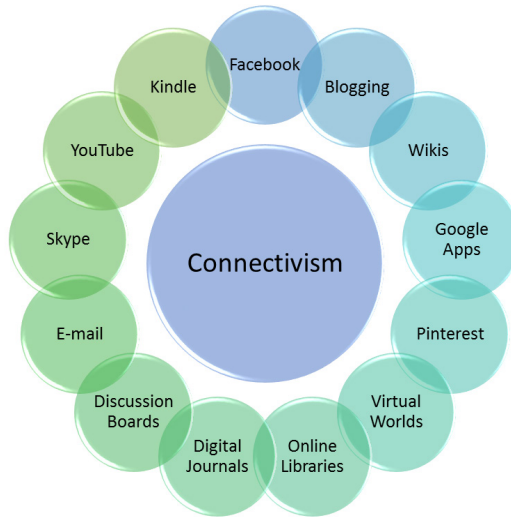 Facebook
Blogging
Wikis
Google
Apps
Pinterest
Virtual
Worlds
Online
Libraries
Digital
Journals
Discussion
Boards
E-mail
Skype
YouTube
Kindle
Connectivism